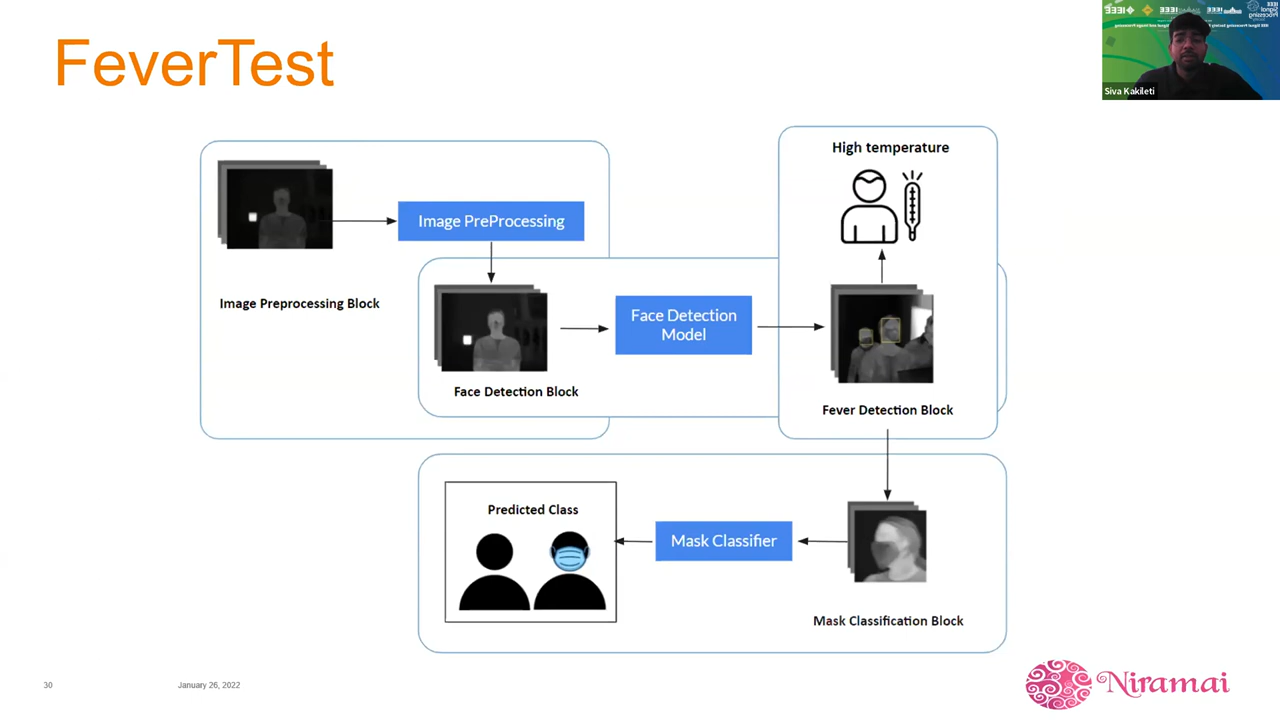 FeverTest
IEEE
Siva Kakileti
High temperature
Image PreProcessing
Image Preprocessing Block
Face Detection
Model
Face Detection Block
Fever Detection Block
Predicted Class
Mask Classifier
Mask Classification Block
30
January 26, 2022
Niramai